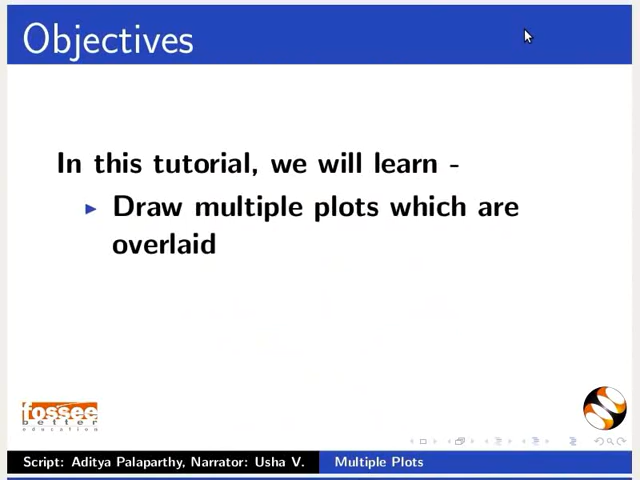 Objectives
In this tutorial, we will learn -
Draw multiple plots which are
overlaid
fossee
better
education
Script: Aditya Palaparthy, Narrator: Usha V.
Multiple Plots